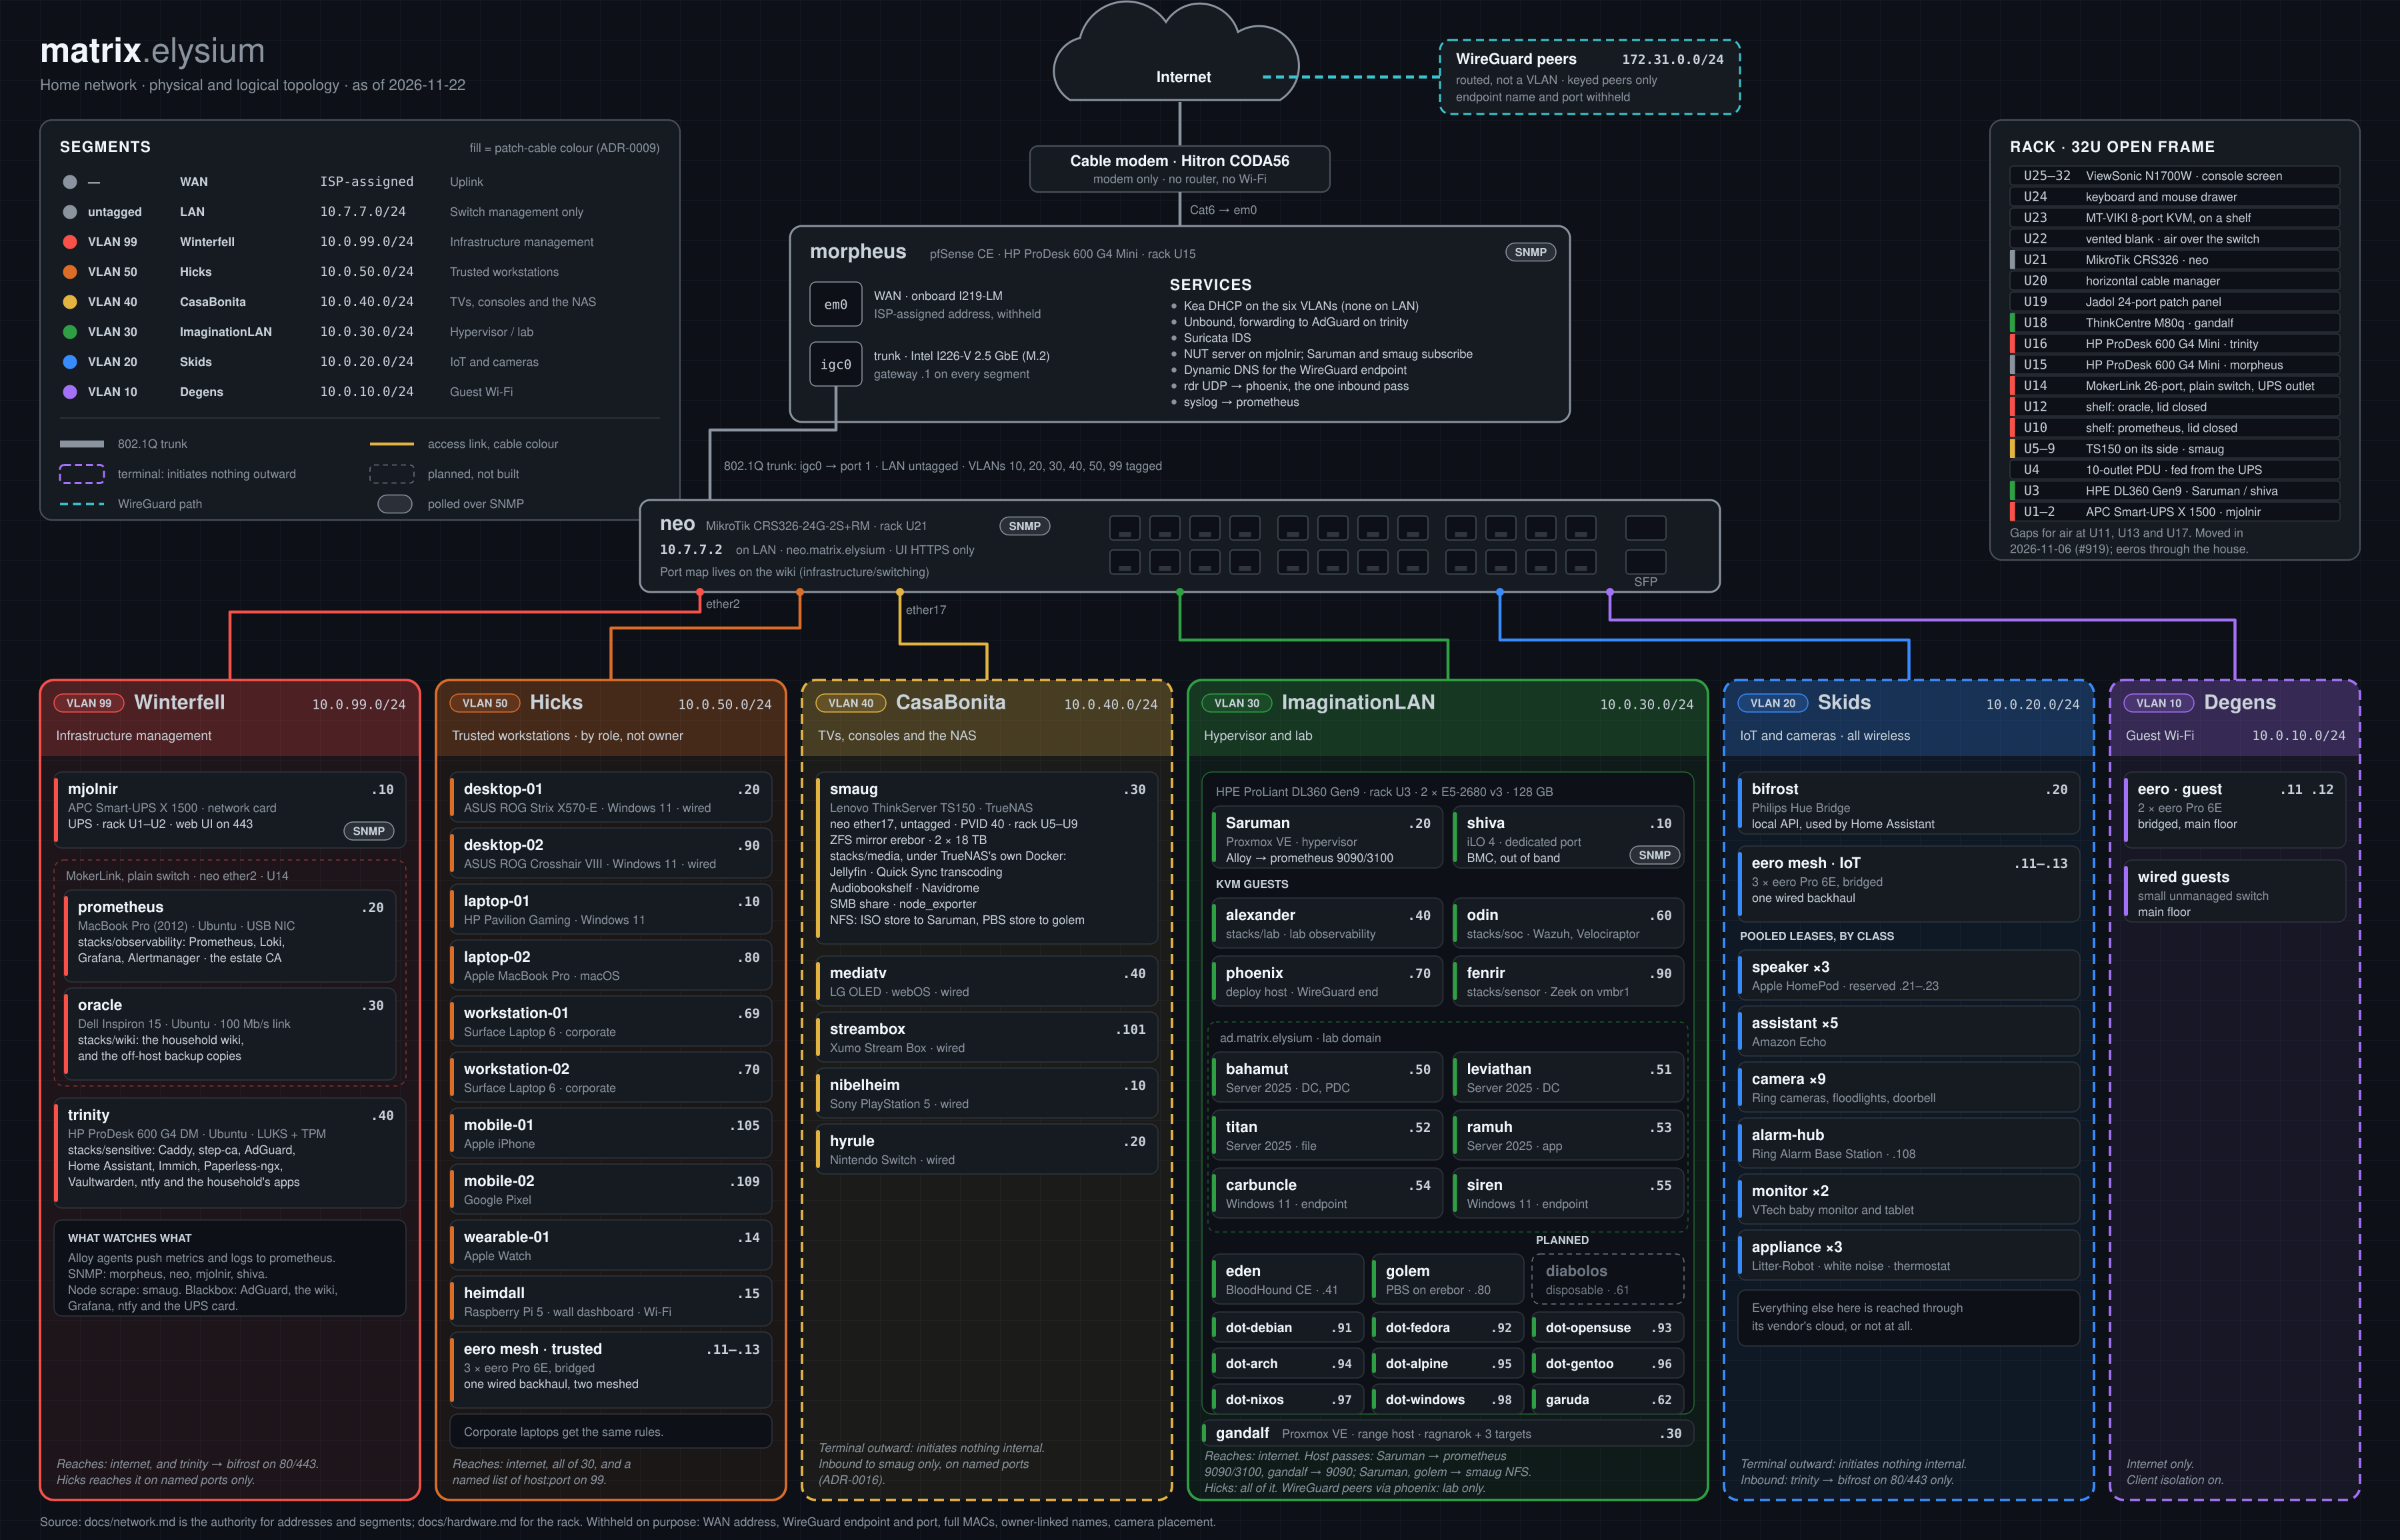 matrix.elysium
Home network · physical and logical topology · as of 2026-11-22
Internet
WireGuard peers 172.31.0.0/24
routed, not a VLAN · keyed peers only
endpoint name and port withheld
SEGMENTS fill = patch-cable colour (ADR-0009)
— WAN ISP-assigned Uplink
untagged LAN 10.7.7.0/24 Switch management only
VLAN 99 Winterfell 10.0.99.0/24 Infrastructure management
VLAN 50 Hicks 10.0.50.0/24 Trusted workstations
VLAN 40 CasaBonita 10.0.40.0/24 TVs, consoles and the NAS
VLAN 30 ImaginationLAN 10.0.30.0/24 Hypervisor / lab
VLAN 20 Skids 10.0.20.0/24 IoT and cameras
VLAN 10 Degens 10.0.10.0/24 Guest Wi-Fi
802.1Q trunk access link, cable colour
terminal: initiates nothing outward planned, not built
WireGuard path polled over SNMP
Cable modem · Hitron CODA56
modem only · no router, no Wi-Fi
Cat6 → em0
morpheus pfSense CE · HP ProDesk 600 G4 Mini · rack U15 SNMP
em0 WAN · onboard I219-LM
ISP-assigned address, withheld
igc0 trunk · Intel I226-V 2.5 GbE (M.2)
gateway .1 on every segment
SERVICES
Kea DHCP on the six VLANs (none on LAN)
Unbound, forwarding to AdGuard on trinity
Suricata IDS
NUT server on mjolnir; Saruman and smaug subscribe
Dynamic DNS for the WireGuard endpoint
rdr UDP → phoenix, the one inbound pass
syslog → prometheus
802.1Q trunk: igc0 → port 1 · LAN untagged · VLANs 10, 20, 30, 40, 50, 99 tagged
RACK · 32U OPEN FRAME
U25–32 ViewSonic N1700W · console screen
U24 keyboard and mouse drawer
U23 MT-VIKI 8-port KVM, on a shelf
U22 vented blank · air over the switch
U21 MikroTik CRS326 · neo
U20 horizontal cable manager
U19 Jadol 24-port patch panel
U18 ThinkCentre M80q · gandalf
U16 HP ProDesk 600 G4 Mini · trinity
U15 HP ProDesk 600 G4 Mini · morpheus
U14 MokerLink 26-port, plain switch, UPS outlet
U12 shelf: oracle, lid closed
U10 shelf: prometheus, lid closed
U5–9 TS150 on its side · smaug
U4 10-outlet PDU · fed from the UPS
U3 HPE DL360 Gen9 · Saruman / shiva
U1–2 APC Smart-UPS X 1500 · mjolnir
Gaps for air at U11, U13 and U17. Moved in
2026-11-06 (#919); eeros through the house.
neo MikroTik CRS326-24G-2S+RM · rack U21 SNMP
10.7.7.2 on LAN · neo.matrix.elysium · UI HTTPS only
Port map lives on the wiki (infrastructure/switching)
SFP
ether2
ether17
VLAN 99 Winterfell 10.0.99.0/24
Infrastructure management
mjolnir .10
APC Smart-UPS X 1500 · network card
UPS · rack U1–U2 · web UI on 443
SNMP
MokerLink, plain switch · neo ether2 · U14
prometheus .20
MacBook Pro (2012) · Ubuntu · USB NIC
stacks/observability: Prometheus, Loki,
Grafana, Alertmanager · the estate CA
oracle .30
Dell Inspiron 15 · Ubuntu · 100 Mb/s link
stacks/wiki: the household wiki,
and the off-host backup copies
trinity .40
HP ProDesk 600 G4 DM · Ubuntu · LUKS + TPM
stacks/sensitive: Caddy, step-ca, AdGuard,
Home Assistant, Immich, Paperless-ngx,
Vaultwarden, ntfy and the household's apps
WHAT WATCHES WHAT
Alloy agents push metrics and logs to prometheus.
SNMP: morpheus, neo, mjolnir, shiva.
Node scrape: smaug. Blackbox: AdGuard, the wiki,
Grafana, ntfy and the UPS card.
Reaches: internet, and trinity → bifrost on 80/443.
Hicks reaches it on named ports only.
VLAN 50 Hicks 10.0.50.0/24
Trusted workstations · by role, not owner
desktop-01 .20
ASUS ROG Strix X570-E · Windows 11 · wired
desktop-02 .90
ASUS ROG Crosshair VIII · Windows 11 · wired
laptop-01 .10
HP Pavilion Gaming · Windows 11
laptop-02 .80
Apple MacBook Pro · macOS
workstation-01 .69
Surface Laptop 6 · corporate
workstation-02 .70
Surface Laptop 6 · corporate
mobile-01 .105
Apple iPhone
mobile-02 .109
Google Pixel
wearable-01 .14
Apple Watch
heimdall .15
Raspberry Pi 5 · wall dashboard · Wi-Fi
eero mesh · trusted .11–.13
3 × eero Pro 6E, bridged
one wired backhaul, two meshed
Corporate laptops get the same rules.
Reaches: internet, all of 30, and a
named list of host:port on 99.
VLAN 40 CasaBonita 10.0.40.0/24
TVs, consoles and the NAS
smaug .30
Lenovo ThinkServer TS150 · TrueNAS
neo ether17, untagged · PVID 40 · rack U5–U9
ZFS mirror erebor · 2 × 18 TB
stacks/media, under TrueNAS's own Docker:
Jellyfin · Quick Sync transcoding
Audiobookshelf · Navidrome
SMB share · node_exporter
NFS: ISO store to Saruman, PBS store to golem
mediatv .40
LG OLED · webOS · wired
streambox .101
Xumo Stream Box · wired
nibelheim .10
Sony PlayStation 5 · wired
hyrule .20
Nintendo Switch · wired
Terminal outward: initiates nothing internal.
Inbound to smaug only, on named ports
(ADR-0016).
VLAN 30 ImaginationLAN 10.0.30.0/24
Hypervisor and lab
HPE ProLiant DL360 Gen9 · rack U3 · 2 × E5-2680 v3 · 128 GB
Saruman .20
Proxmox VE · hypervisor
Alloy → prometheus 9090/3100
shiva .10
iLO 4 · dedicated port
BMC, out of band SNMP
KVM GUESTS
alexander .40
stacks/lab · lab observability
odin .60
stacks/soc · Wazuh, Velociraptor
phoenix .70
deploy host · WireGuard end
fenrir .90
stacks/sensor · Zeek on vmbr1
ad.matrix.elysium · lab domain
bahamut .50
Server 2025 · DC, PDC
leviathan .51
Server 2025 · DC
titan .52
Server 2025 · file
ramuh .53
Server 2025 · app
carbuncle .54
Windows 11 · endpoint
siren .55
Windows 11 · endpoint
PLANNED
eden
BloodHound CE · .41
golem
PBS on erebor · .80
diabolos
disposable · .61
dot-debian .91 dot-fedora .92 dot-opensuse .93
dot-arch .94 dot-alpine .95 dot-gentoo .96
dot-nixos .97 dot-windows .98 garuda .62
gandalf Proxmox VE · range host · ragnarok + 3 targets .30
Reaches: internet. Host passes: Saruman → prometheus
9090/3100, gandalf → 9090; Saruman, golem → smaug NFS.
Hicks: all of it. WireGuard peers via phoenix: lab only.
VLAN 20 Skids 10.0.20.0/24
IoT and cameras · all wireless
bifrost .20
Philips Hue Bridge
local API, used by Home Assistant
eero mesh · IoT .11–.13
3 × eero Pro 6E, bridged
one wired backhaul
POOLED LEASES, BY CLASS
speaker ×3
Apple HomePod · reserved .21–.23
assistant ×5
Amazon Echo
camera ×9
Ring cameras, floodlights, doorbell
alarm-hub
Ring Alarm Base Station · .108
monitor ×2
VTech baby monitor and tablet
appliance ×3
Litter-Robot · white noise · thermostat
Everything else here is reached through
its vendor's cloud, or not at all.
Terminal outward: initiates nothing internal.
Inbound: trinity → bifrost on 80/443 only.
VLAN 10 Degens
Guest Wi-Fi 10.0.10.0/24
eero · guest .11 .12
2 × eero Pro 6E
bridged, main floor
wired guests
small unmanaged switch
main floor
Internet only.
Client isolation on.
Source: docs/network.md is the authority for addresses and segments; docs/hardware.md for the rack. Withheld on purpose: WAN address, WireGuard endpoint and port, full MACs, owner-linked names, camera placement.